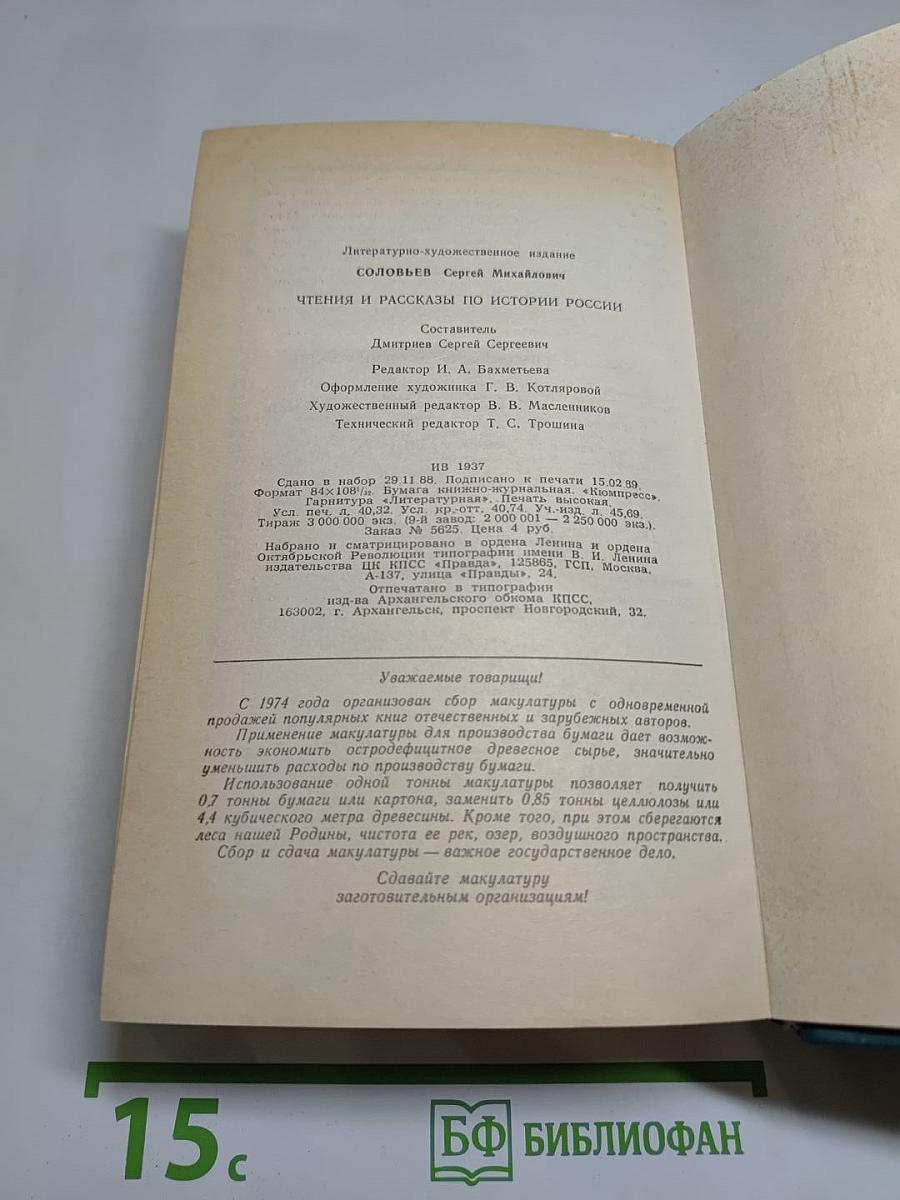 Литературно-художественное издание
СОЛОВЬЕВ Сергей Михайлович
ЧТЕНИЯ И РАССКАЗЫ ПО ИСТОРИИ РОССИИ
Составитель
Дмитриев Сергей Сергеевич
Редактор И. А. Бахметьева
Оформление художника Г. В. Котляровой
Художественный редактор В. В. Масленников
Технический редактор Т. С. Трошина
ИВ 1937
Сдано в набор 29.11.88. Подписано к печати 15.02 89.
Формат 84×108¹/₃₂. Бумага книжно-журнальная. «Кюмпресс».
Гарнитура «Литературная». Печать высокая.
Усл. печ. л. 40,32. Усл. кр.-отт. 40,74. Уч.-изд. л. 45,69.
Тираж 3 000 000 экз. (9-й завод: 2 000 001 — 2 250 000 экз.).
Заказ № 5625. Цена 4 руб.
Набрано и сматрицировано в ордена Ленина и ордена
Октябрьской Революции типографии имени В. И. Ленина
издательства ЦК КПСС «Правда», 125865, ГСП, Москва,
А-137, улица «Правды», 24.
Отпечатано в типографии
изд-ва Архангельского обкома КПСС,
163002, г. Архангельск, проспект Новгородский, 32.
Уважаемые товарищи!
С 1974 года организован сбор макулатуры с одновременной
продажей популярных книг отечественных и зарубежных авторов.
Применение макулатуры для производства бумаги дает возмож-
ность экономить остродефицитное древесное сырье, значительно
уменьшить расходы по производству бумаги.
Использование одной тонны макулатуры позволяет получить
0,7 тонны бумаги или картона, заменить 0,85 тонны целлюлозы или
4,4 кубического метра древесины. Кроме того, при этом сберегаются
леса нашей Родины, чистота ее рек, озер, воздушного пространства.
Сбор и сдача макулатуры — важное государственное дело.
Сдавайте макулатуру
заготовительным организациям!
15 с
БФ БИБЛИОФАН